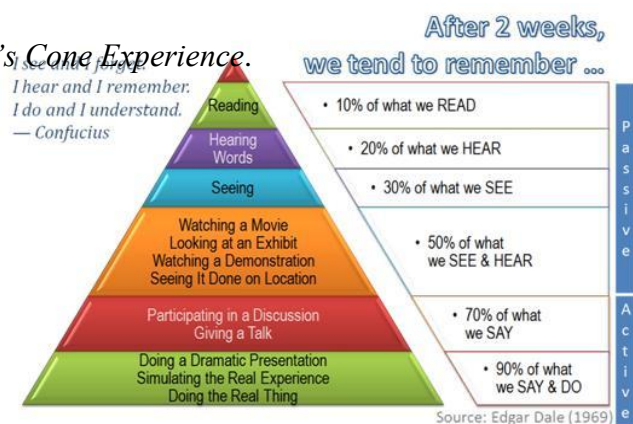 After 2 weeks,
we tend to remember ...
’s Cone Experience.
I see and I forget.
I hear and I remember.
I do and I understand.
— Confucius
Reading
• 10% of what we READ
Hearing
Words
• 20% of what we HEAR
Seeing
• 30% of what we SEE
Watching a Movie
Looking at an Exhibit
Watching a Demonstration
Seeing It Done on Location
• 50% of what
we SEE & HEAR
Participating in a Discussion
Giving a Talk
• 70% of what
we SAY
Doing a Dramatic Presentation
Simulating the Real Experience
Doing the Real Thing
• 90% of what
we SAY & DO
Passive
Active
Source: Edgar Dale (1969)